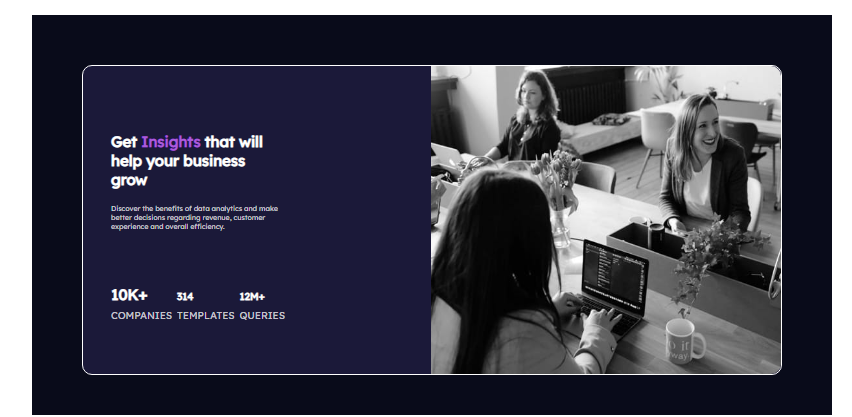 Get Insights that will
help your business
grow
Discover the benefits of data analytics and make
better decisions regarding revenue, customer
experience and overall efficiency.
10K+ 314 12M+
COMPANIES TEMPLATES QUERIES